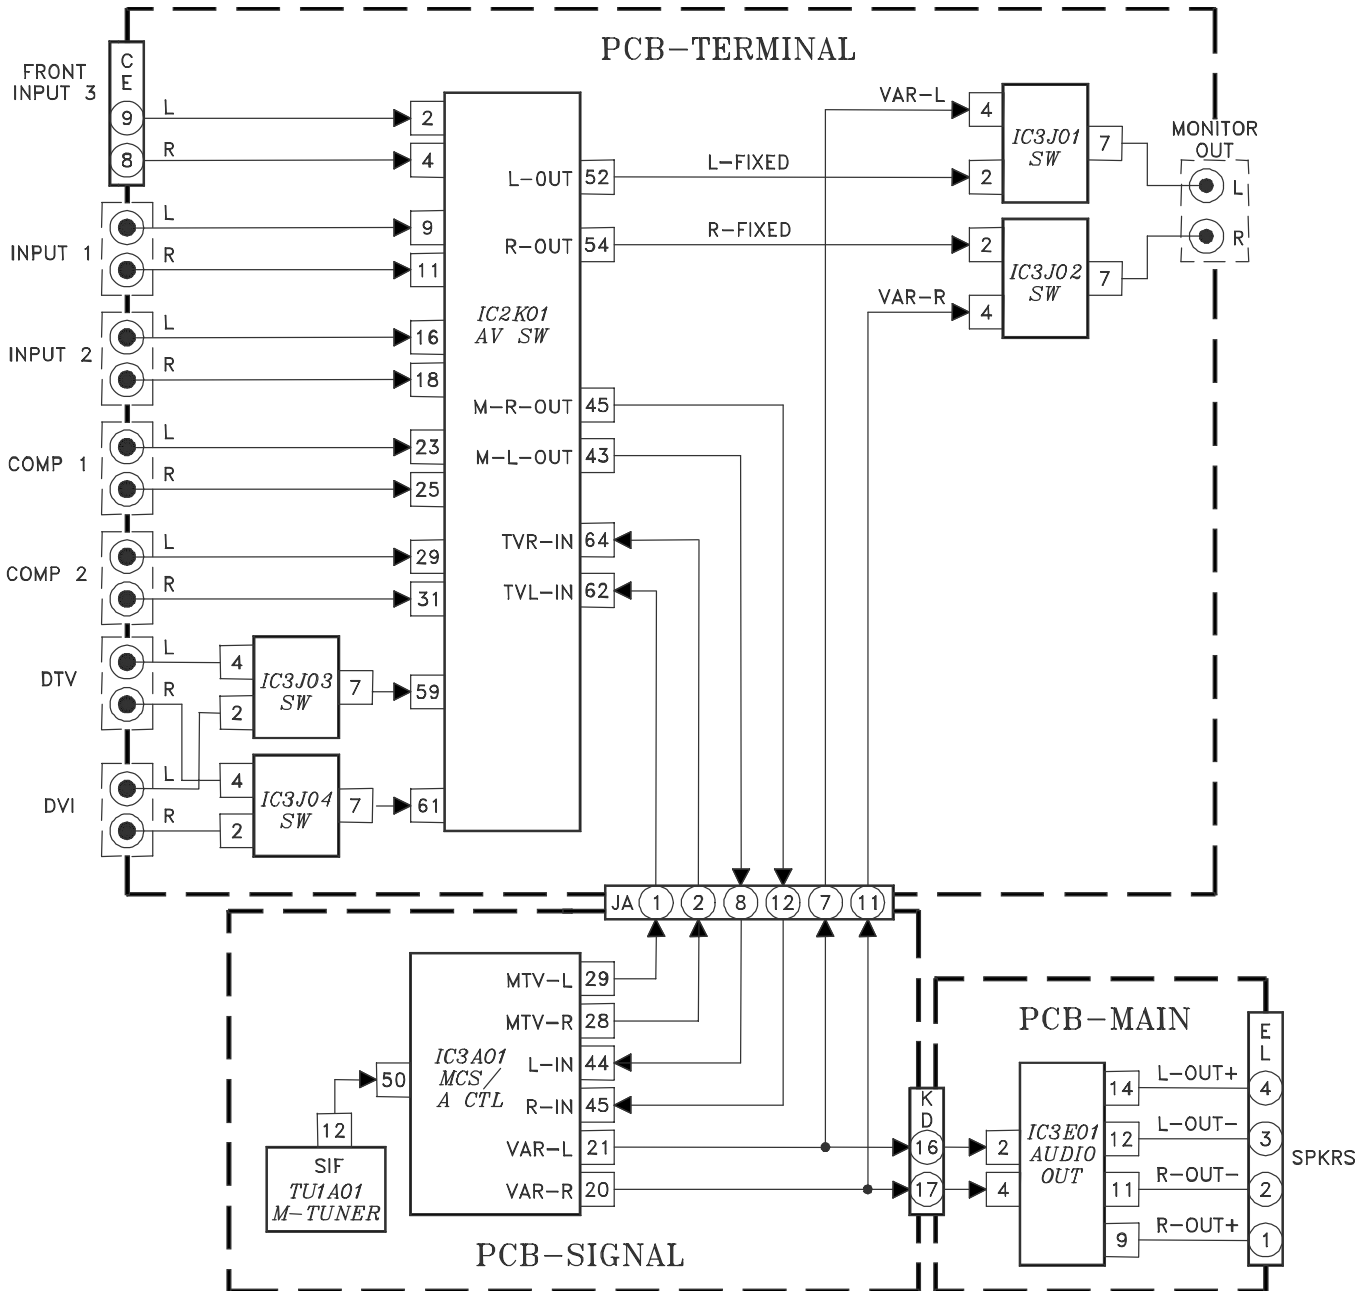 PCB-TERMINAL
C
E
FRONT
INPUT 3
9 L
8 R
2
4
INPUT 1
L
R
9
11
INPUT 2
L
R
16
18
COMP 1
L
R
23
25
COMP 2
L
R
29
31
DTV
L
R
4
2
IC3J03
SW
7
59
DVI
L
R
4
2
IC3J04
SW
7
61
IC2K01
AV SW
L-OUT 52
R-OUT 54
M-R-OUT 45
M-L-OUT 43
TVR-IN 64
TVL-IN 62
L-FIXED
R-FIXED
VAR-L
4
2
IC3J01
SW
7
VAR-R
2
4
IC3J02
SW
7
MONITOR
OUT
L
R
JA 1 2 8 12 7 11
IC3A01
MCS/
A CTL
50
MTV-L 29
MTV-R 28
L-IN 44
R-IN 45
VAR-L 21
VAR-R 20
12
SIF
TU1A01
M-TUNER
PCB-SIGNAL
K
D
16
17
PCB-MAIN
2
4
IC3E01
AUDIO
OUT
14 L-OUT+
12 L-OUT-
11 R-OUT-
9 R-OUT+
E
L
4
3
2
1
SPKRS